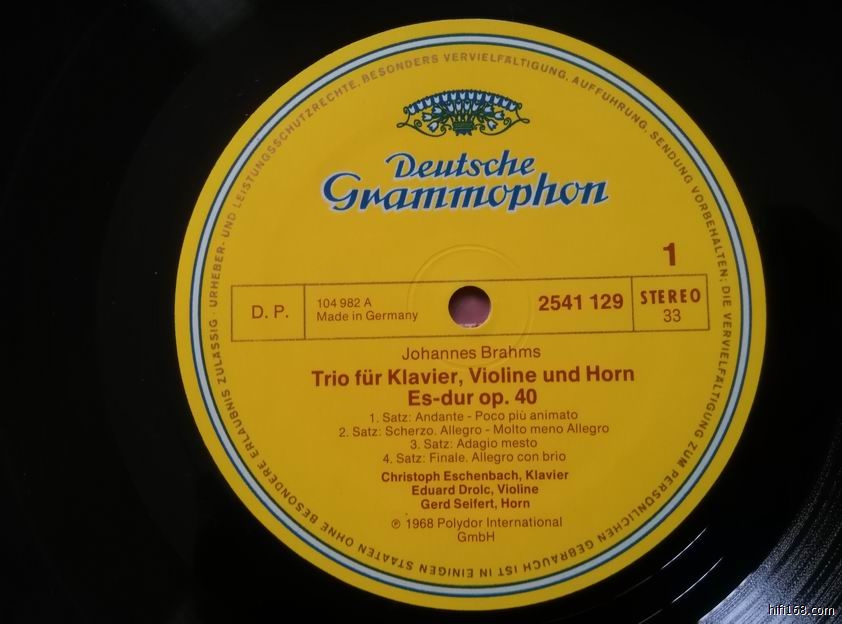 Deutsche
Grammophon
1
D. P.
104 982 A
Made in Germany
2541 129
STEREO
33
Johannes Brahms
Trio für Klavier, Violine und Horn
Es-dur op. 40
1. Satz: Andante - Poco più animato
2. Satz: Scherzo. Allegro - Molto meno Allegro
3. Satz: Adagio mesto
4. Satz: Finale. Allegro con brio
Christoph Eschenbach, Klavier
Eduard Drolc, Violine
Gerd Seifert, Horn
℗ 1968 Polydor International
GmbH
URHEBER- UND LEISTUNGSSCHUTZRECHTE, BESONDERS VERVIELFÄLTIGUNG, AUFFÜHRUNG, SENDUNG VORBEHALTEN; DIE VERVIELFÄLTIGUNG ZUM PERSÖNLICHEN GEBRAUCH IST IN EINIGEN STAATEN OHNE BESONDERE ERLAUBNIS ZULÄSSIG ·
hifi168.com